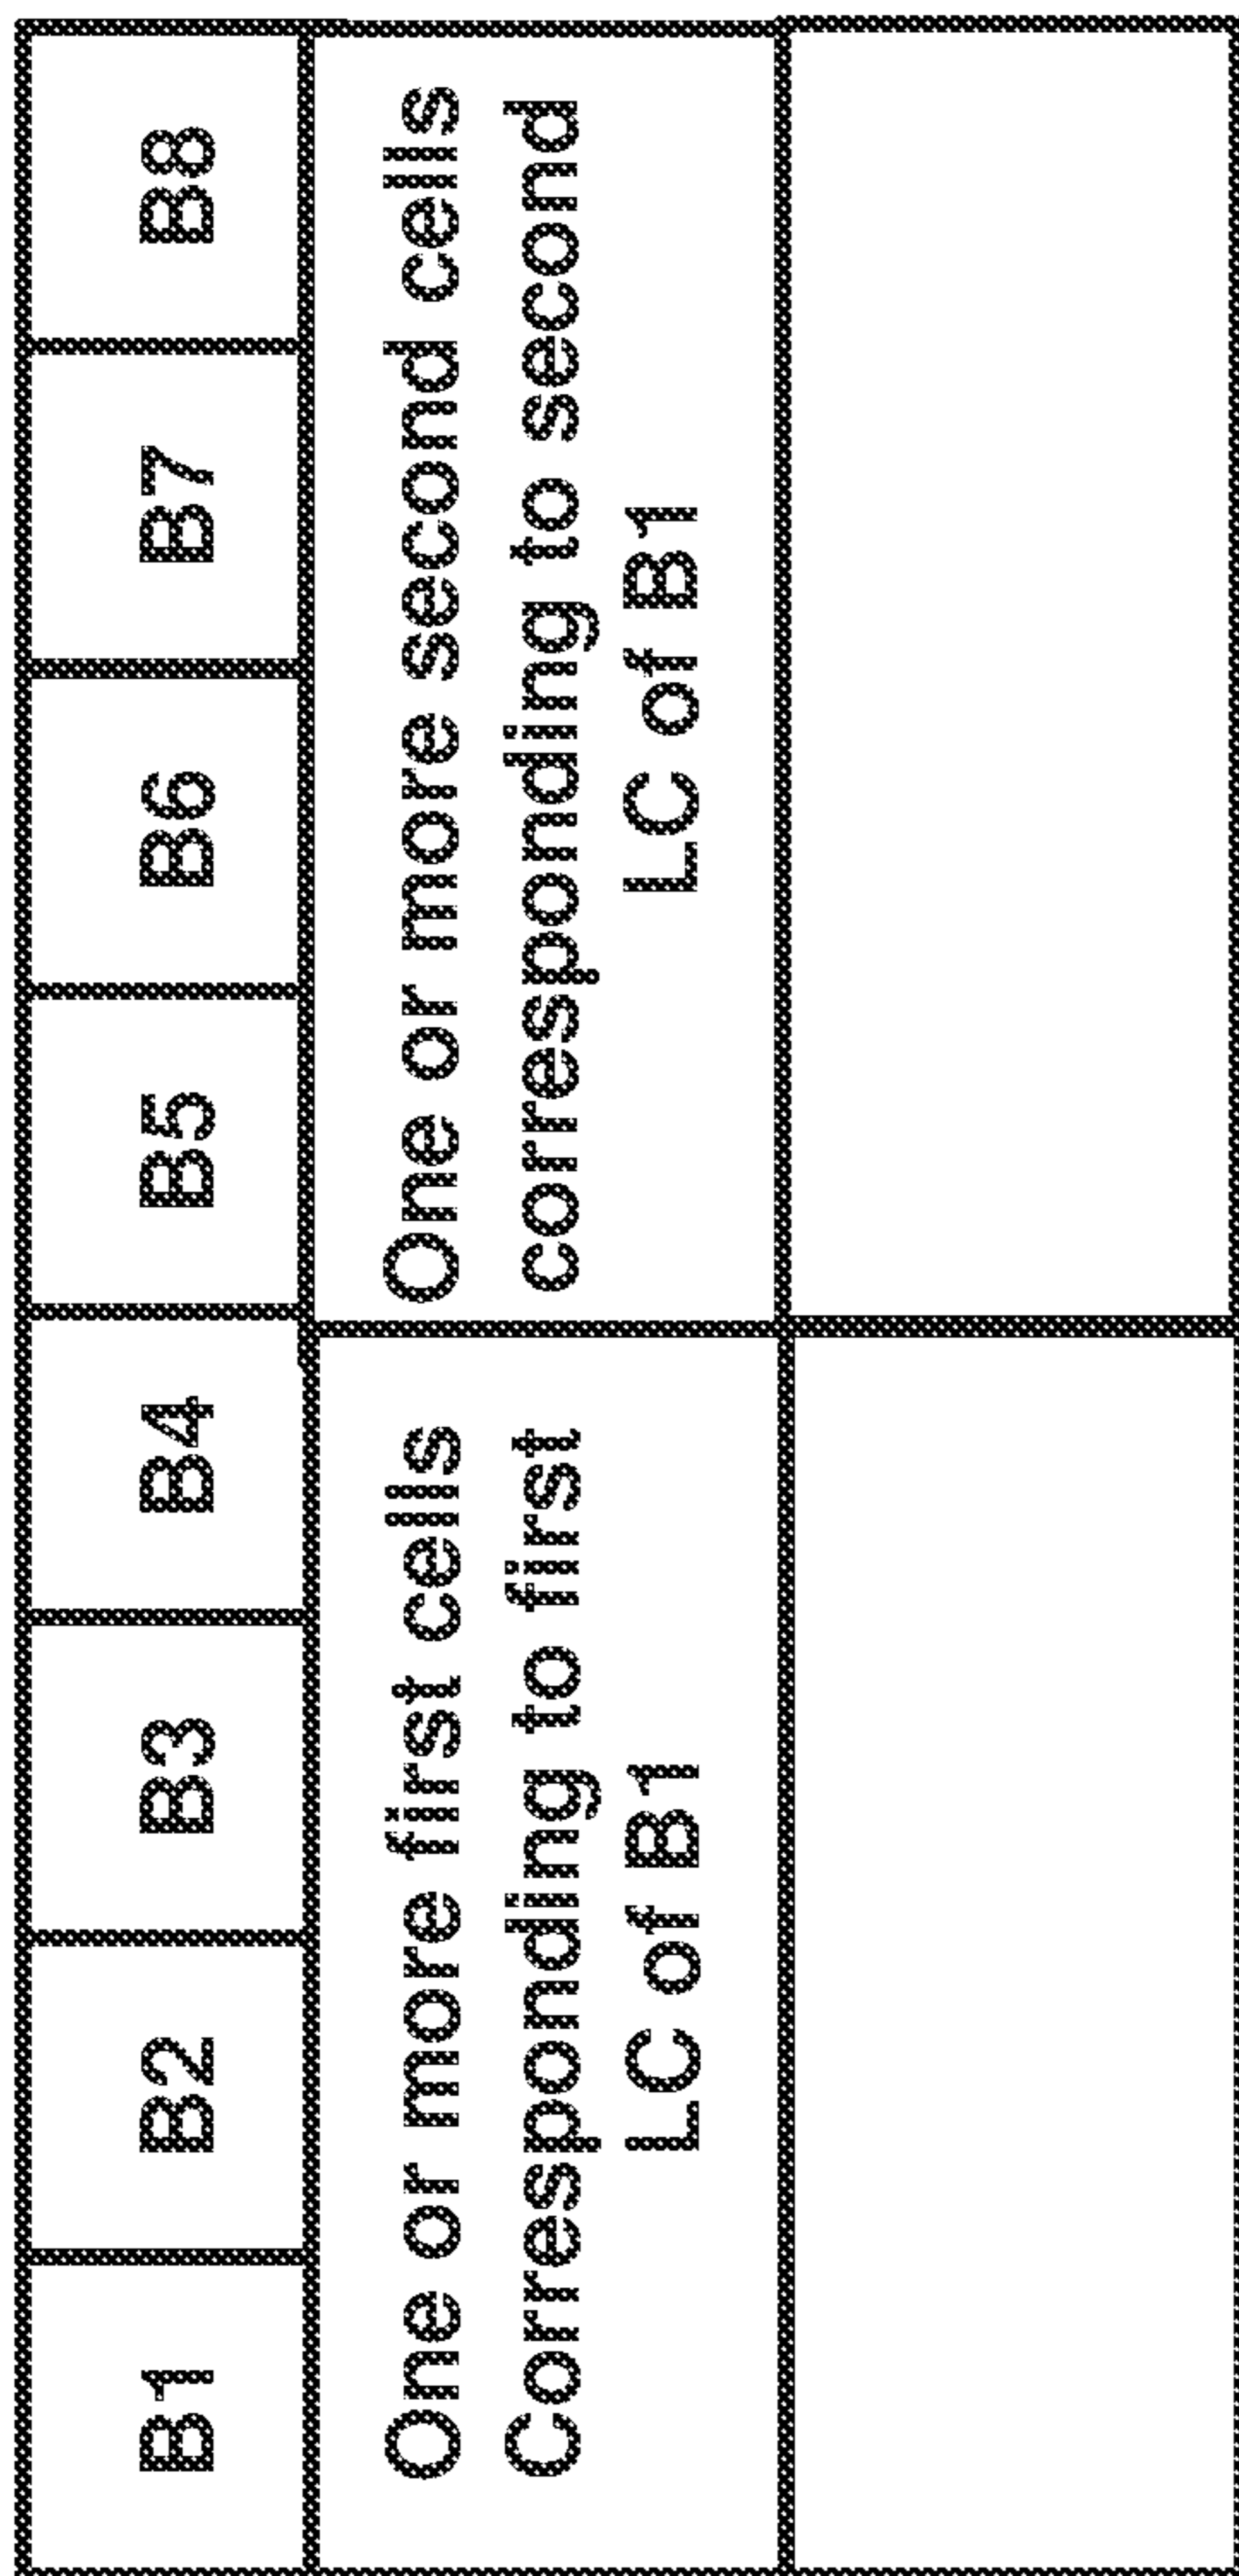 B1 B2 B3 B4 B5 B6 B7 B8
One or more first cells
Corresponding to first
LC of B1
One or more second cells
corresponding to second
LC of B1